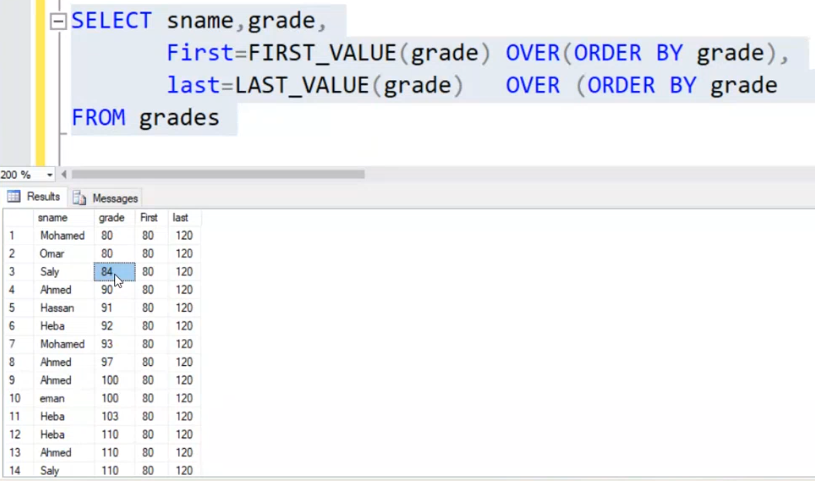 SELECT sname,grade,
First=FIRST_VALUE(grade) OVER(ORDER BY grade),
last=LAST_VALUE(grade) OVER (ORDER BY grade
FROM grades
200 %
Results Messages
sname grade First last
1 Mohamed 80 80 120
2 Omar 80 80 120
3 Saly 84 80 120
4 Ahmed 90 80 120
5 Hassan 91 80 120
6 Heba 92 80 120
7 Mohamed 93 80 120
8 Ahmed 97 80 120
9 Ahmed 100 80 120
10 eman 100 80 120
11 Heba 103 80 120
12 Heba 110 80 120
13 Ahmed 110 80 120
14 Saly 110 80 120